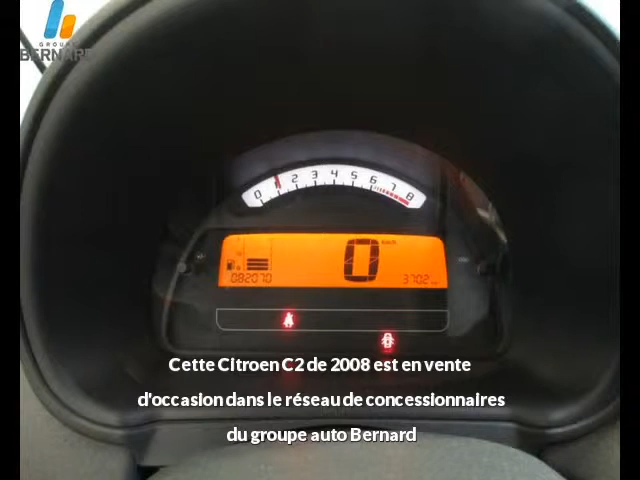 GROUPE
BERNARD
0 2 3 4 5 6 7 8
km/h
0
082070 3702
Cette Citroen C2 de 2008 est en vente
d'occasion dans le réseau de concessionnaires
du groupe auto Bernard